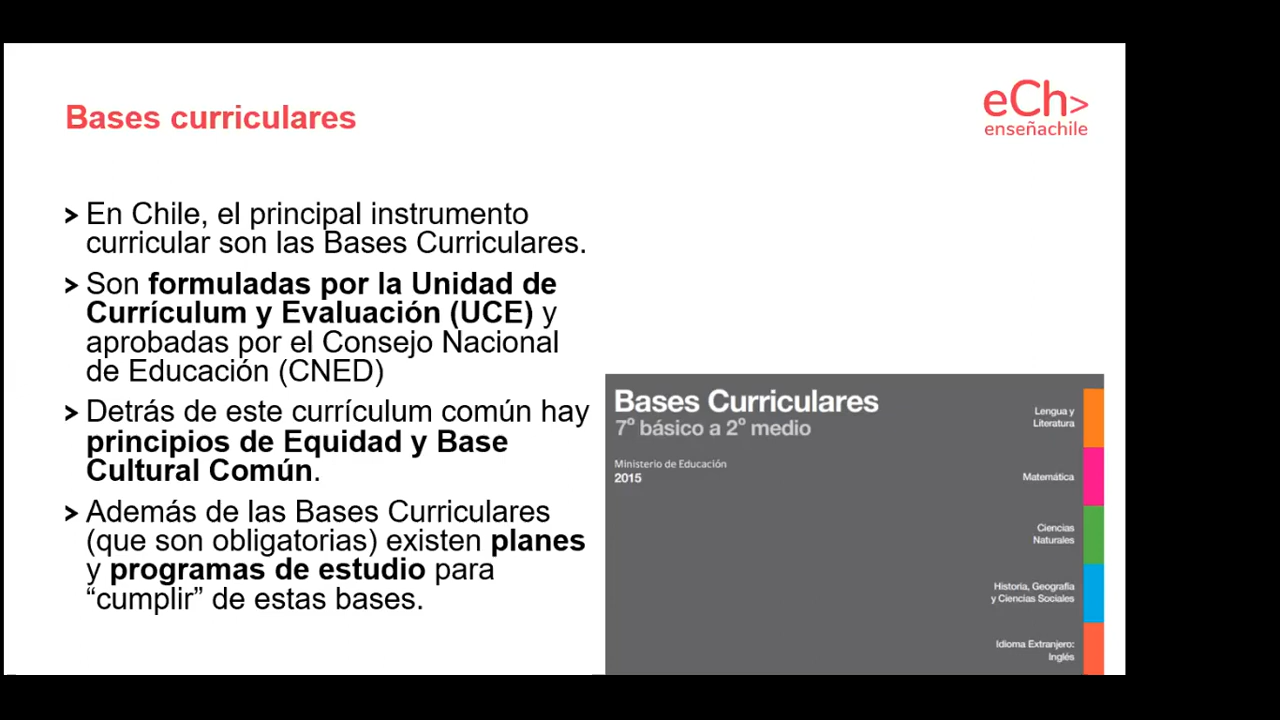 Bases curriculares
eCh>
enseñachile
> En Chile, el principal instrumento
curricular son las Bases Curriculares.
> Son formuladas por la Unidad de
Currículum y Evaluación (UCE) y
aprobadas por el Consejo Nacional
de Educación (CNED)
> Detrás de este currículum común hay
principios de Equidad y Base
Cultural Común.
> Además de las Bases Curriculares
(que son obligatorias) existen planes
y programas de estudio para
“cumplir” de estas bases.
Bases Curriculares
7º básico a 2º medio
Ministerio de Educación
2015
Lengua y
Literatura
Matemática
Ciencias
Naturales
Historia, Geografía
y Ciencias Sociales
Idioma Extranjero:
Inglés